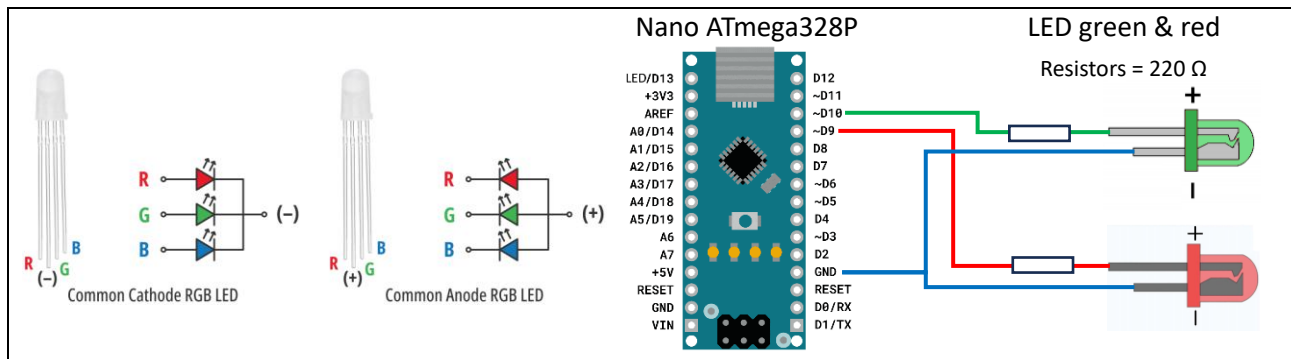 Nano ATmega328P
LED green & red
Resistors = 220 Ω
R
G
B
(–)
R
(–)
G
B
Common Cathode RGB LED
R
G
B
(+)
R
(+)
G
B
Common Anode RGB LED
LED/D13
+3V3
AREF
A0/D14
A1/D15
A2/D16
A3/D17
A4/D18
A5/D19
A6
A7
+5V
RESET
GND
VIN
D12
~D11
~D10
~D9
D8
D7
~D6
~D5
D4
~D3
D2
GND
RESET
D0/RX
D1/TX
+
–
+
–